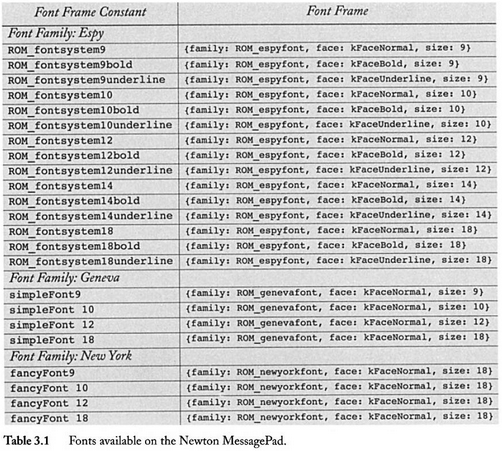 Font Frame Constant Font Frame
Font Family: Espy
ROM_fontsystem9 {family: ROM_espyfont, face: kFaceNormal, size: 9}
ROM_fontsystem9bold {family: ROM_espyfont, face: kFaceBold, size: 9}
ROM_fontsystem9underline {family: ROM_espyfont, face: kFaceUnderline, size: 9}
ROM_fontsystem10 {family: ROM_espyfont, face: kFaceNormal, size: 10}
ROM_fontsystem10bold {family: ROM_espyfont, face: kFaceBold, size: 10}
ROM_fontsystem10underline {family: ROM_espyfont, face: kFaceUnderline, size: 10}
ROM_fontsystem12 {family: ROM_espyfont, face: kFaceNormal, size: 12}
ROM_fontsystem12bold {family: ROM_espyfont, face: kFaceBold, size: 12}
ROM_fontsystem12underline {family: ROM_espyfont, face: kFaceUnderline, size: 12}
ROM_fontsystem14 {family: ROM_espyfont, face: kFaceNormal, size: 14}
ROM_fontsystem14bold {family: ROM_espyfont, face: kFaceBold, size: 14}
ROM_fontsystem14underline {family: ROM_espyfont, face: kFaceUnderline, size: 14}
ROM_fontsystem18 {family: ROM_espyfont, face: kFaceNormal, size: 18}
ROM_fontsystem18bold {family: ROM_espyfont, face: kFaceBold, size: 18}
ROM_fontsystem18underline {family: ROM_espyfont, face: kFaceUnderline, size: 18}
Font Family: Geneva
simpleFont9 {family: ROM_genevafont, face: kFaceNormal, size: 9}
simpleFont 10 {family: ROM_genevafont, face: kFaceNormal, size: 10}
simpleFont 12 {family: ROM_genevafont, face: kFaceNormal, size: 12}
simpleFont 18 {family: ROM_genevafont, face: kFaceNormal, size: 18}
Font Family: New York
fancyFont9 {family: ROM_newyorkfont, face: kFaceNormal, size: 18}
fancyFont 10 {family: ROM_newyorkfont, face: kFaceNormal, size: 18}
fancyFont 12 {family: ROM_newyorkfont, face: kFaceNormal, size: 18}
fancyFont 18 {family: ROM_newyorkfont, face: kFaceNormal, size: 18}
Table 3.1 Fonts available on the Newton MessagePad.